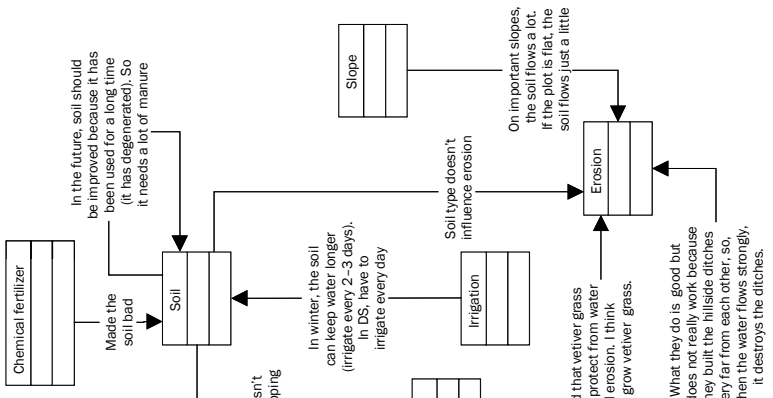 Chemical fertilizer
In the future, soil should
be improved because it has
been used for a long time
(it has degenerated). So
it needs a lot of manure
Made the
soil bad
Soil
Slope
On important slopes,
the soil flows a lot.
If the plot is flat, the
soil flows just a little
Soil type doesn't
influence erosion
Erosion
In winter, the soil
can keep water longer
(irrigate every 2–3 days).
In DS, have to
irrigate every day
Irrigation
that vetiver grass
protect from water
erosion. I think
grow vetiver grass.
What they do is good but
not really work because
they built the hillside ditches
very far from each other, so,
when the water flows strongly,
it destroys the ditches.